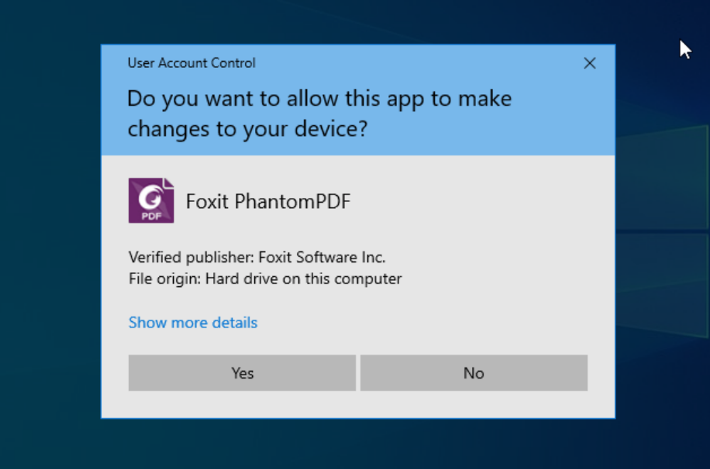 User Account Control
Do you want to allow this app to make
changes to your device?
PDF
Foxit PhantomPDF
Verified publisher: Foxit Software Inc.
File origin: Hard drive on this computer
Show more details
Yes
No